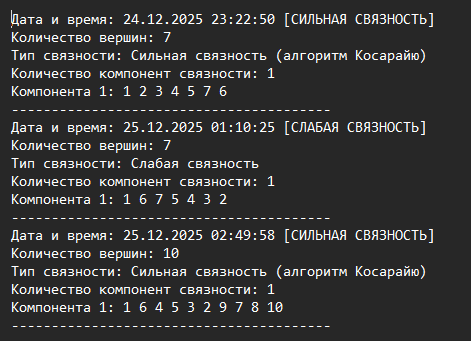 Дата и время: 24.12.2025 23:22:50 [СИЛЬНАЯ СВЯЗНОСТЬ]
Количество вершин: 7
Тип связности: Сильная связность (алгоритм Косарайю)
Количество компонент связности: 1
Компонента 1: 1 2 3 4 5 7 6
----------------------------------------
Дата и время: 25.12.2025 01:10:25 [СЛАБАЯ СВЯЗНОСТЬ]
Количество вершин: 7
Тип связности: Слабая связность
Количество компонент связности: 1
Компонента 1: 1 6 7 5 4 3 2
----------------------------------------
Дата и время: 25.12.2025 02:49:58 [СИЛЬНАЯ СВЯЗНОСТЬ]
Количество вершин: 10
Тип связности: Сильная связность (алгоритм Косарайю)
Количество компонент связности: 1
Компонента 1: 1 6 4 5 3 2 9 7 8 10
----------------------------------------